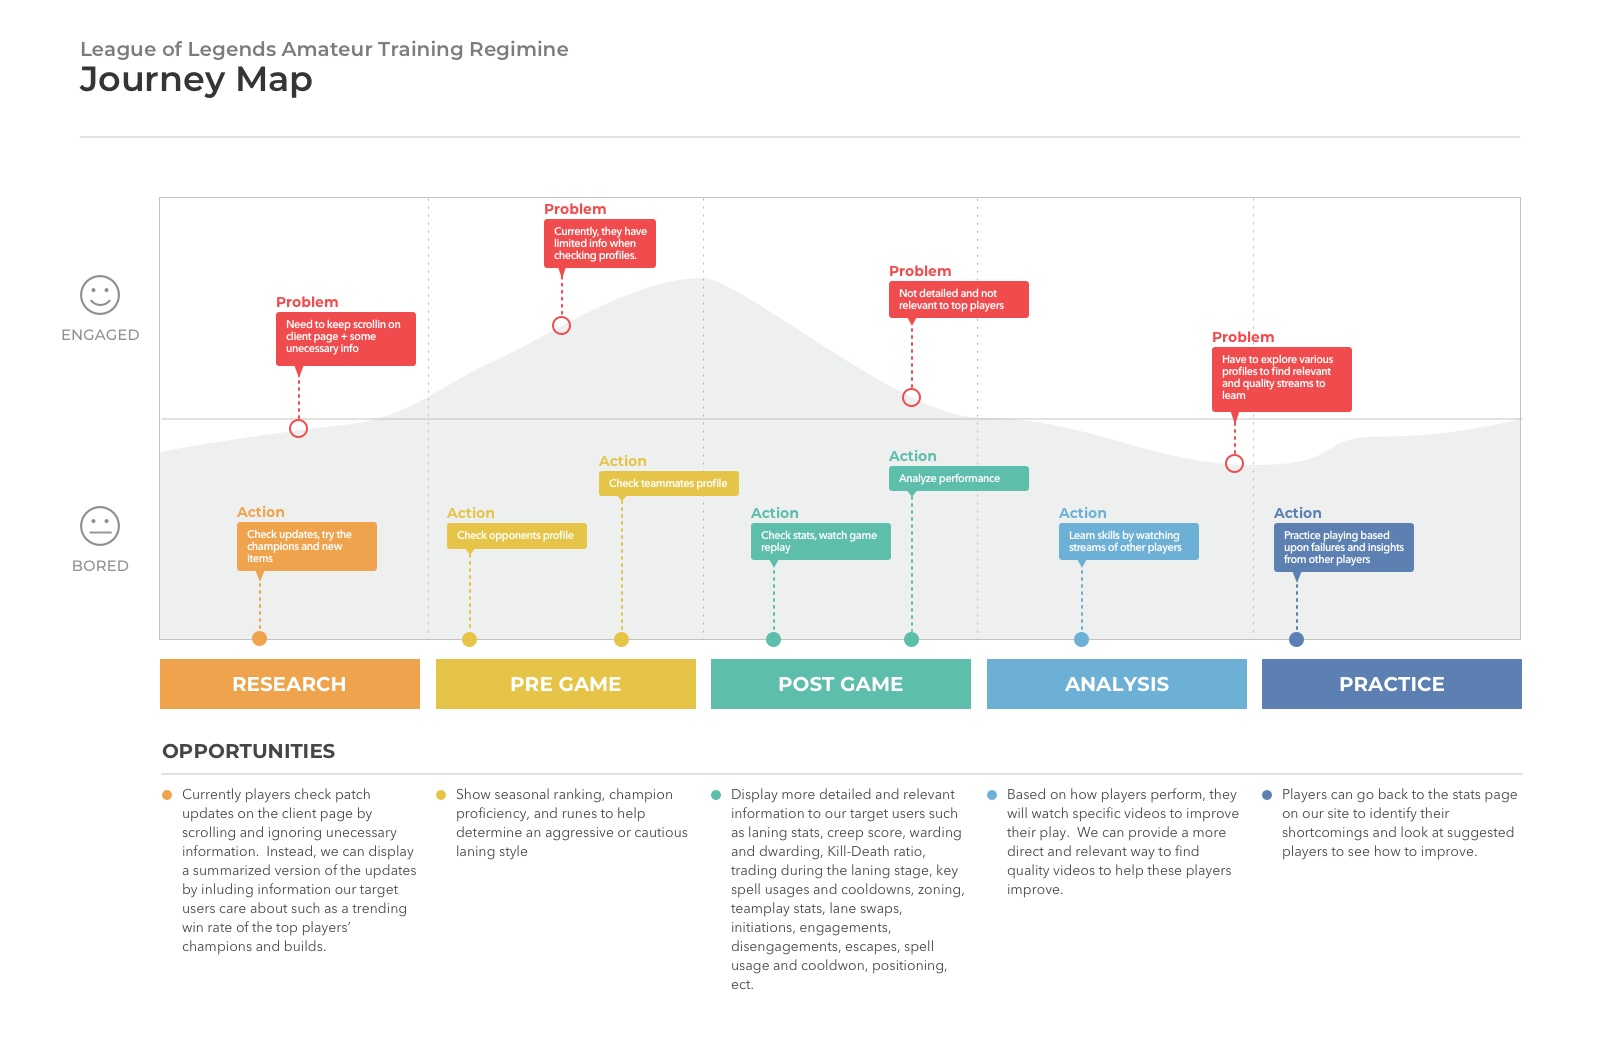 League of Legends Amateur Training Regimine
Journey Map
Problem
Currently, they have
limited info when
checking profiles.
Problem
Not detailed and not
relevant to top players
Problem
Need to keep scrollin on
client page + some
unecessary info
ENGAGED
Problem
Have to explore various
profiles to find relevant
and quality streams to
learn
Action
Check teammates profile
Action
Analyze performance
Action
Check updates, try the
champions and new
items
Action
Check opponents profile
Action
Check stats, watch game
replay
Action
Learn skills by watching
streams of other players
Action
Practice playing based
upon failures and insights
from other players
BORED
RESEARCH
PRE GAME
POST GAME
ANALYSIS
PRACTICE
OPPORTUNITIES
Currently players check patch
updates on the client page by
scrolling and ignoring unecessary
information.  Instead, we can display
a summarized version of the updates
by inluding information our target
users care about such as a trending
win rate of the top players’
champions and builds.
Show seasonal ranking, champion
proficiency, and runes to help
determine an aggressive or cautious
laning style
Display more detailed and relevant
information to our target users such
as laning stats, creep score, warding
and dwarding, Kill-Death ratio,
trading during the laning stage, key
spell usages and cooldowns, zoning,
teamplay stats, lane swaps,
initiations, engagements,
disengagements, escapes, spell
usage and cooldwon, positioning,
ect.
Based on how players perform, they
will watch specific videos to improve
their play.  We can provide a more
direct and relevant way to find
quality videos to help these players
improve.
Players can go back to the stats page
on our site to identify their
shortcomings and look at suggested
players to see how to improve.